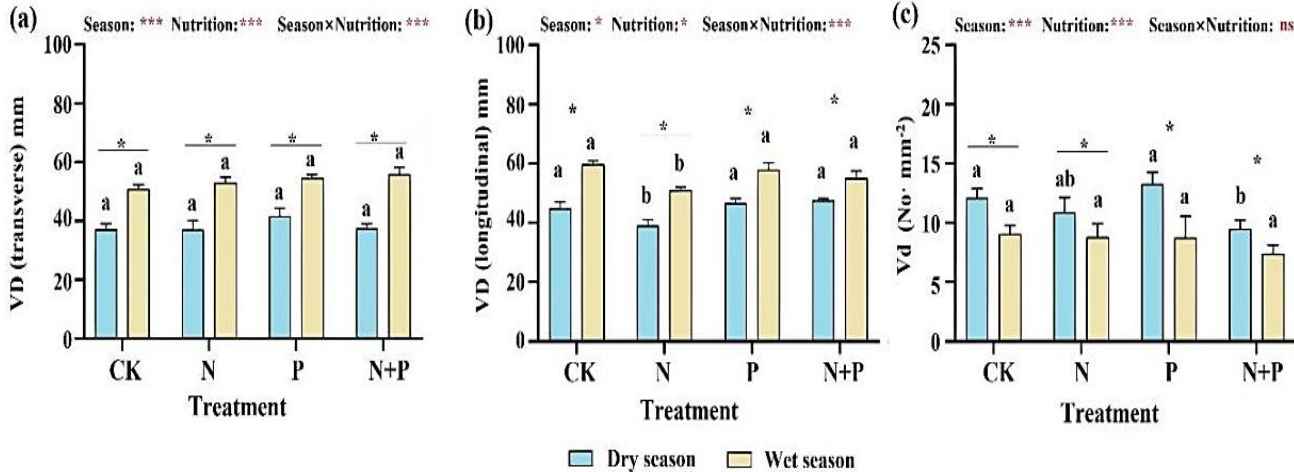 (a) Season: *** Nutrition:*** Season×Nutrition: ***
VD (transverse) mm
100
80
60
40
20
0
* * * *
a a a a a a a a
CK N P N+P
Treatment
(b) Season: * Nutrition: * Season×Nutrition:***
VD (longitudinal) mm
100
80
60
40
20
0
* * * *
a a b b a a a a
CK N P N+P
Treatment
(c) Season: *** Nutrition: *** Season×Nutrition: ns
Vd (No· mm⁻²)
25
20
15
10
5
0
* * * *
a a ab a a a b a
CK N P N+P
Treatment
Dry season Wet season